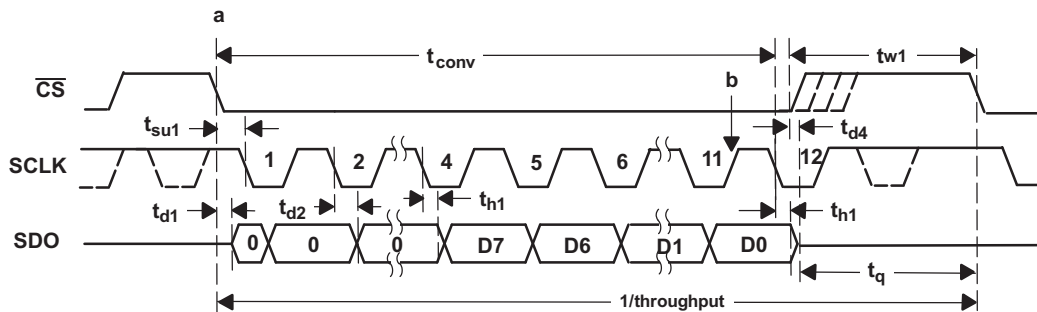 a
t_conv
t_w1
C̅S̅
b
t_su1
t_d4
SCLK
1
2
4
5
6
11
12
t_d1
t_d2
t_h1
t_h1
SDO
0
0
0
D7
D6
D1
D0
t_q
1/throughput